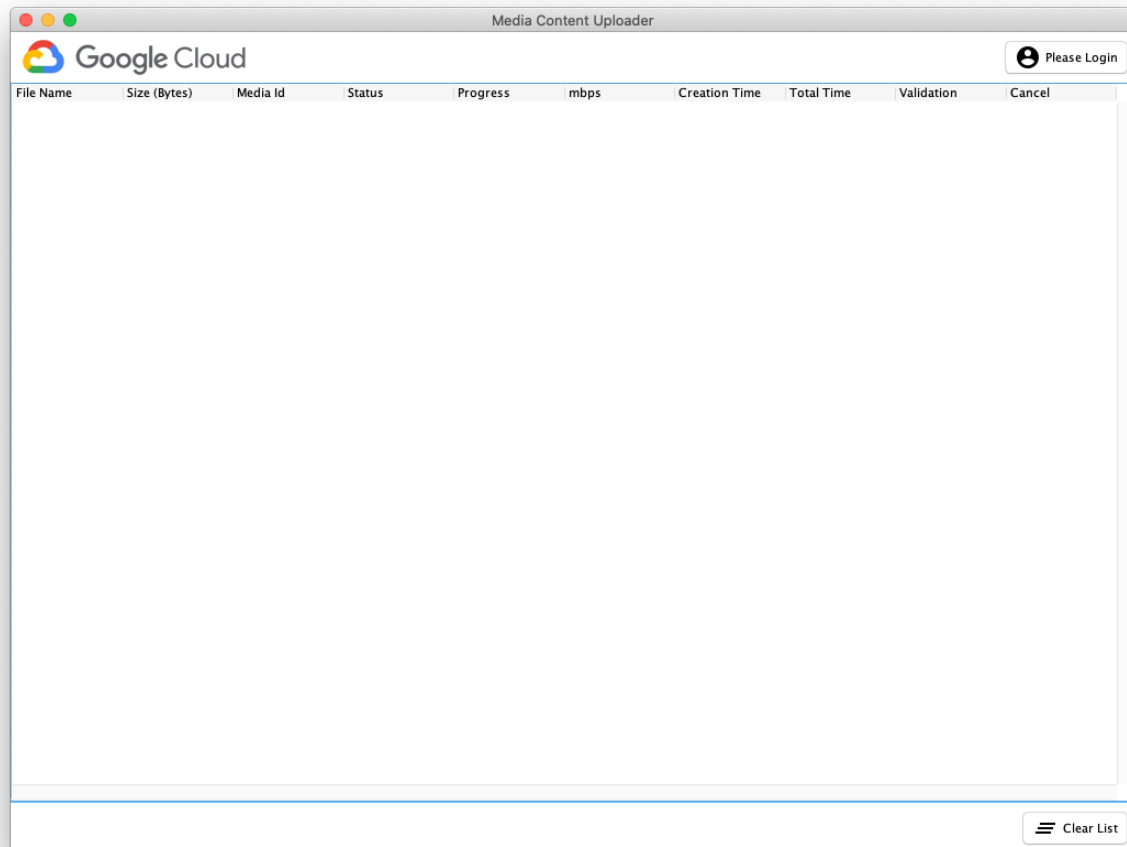 Media Content Uploader
Google Cloud
Please Login
File Name Size (Bytes) Media Id Status Progress mbps Creation Time Total Time Validation Cancel
Clear List